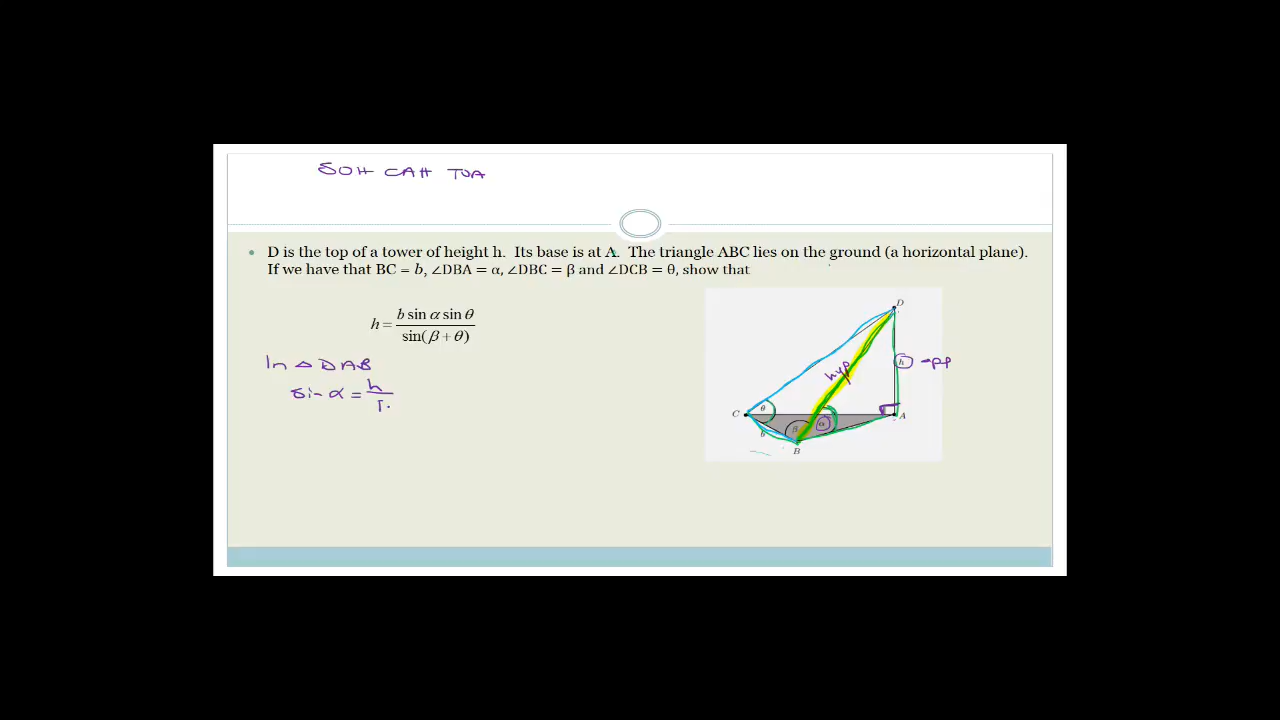 SOH CAH TOA
• D is the top of a tower of height h. Its base is at A. The triangle ABC lies on the ground (a horizontal plane).
If we have that BC = b, ∠DBA = α, ∠DBC = β and ∠DCB = θ, show that
h = b sin α sin θ / sin(β + θ)
In △ DAB
sin α = h /
D
hyp
h opp
C θ A
b β α
B